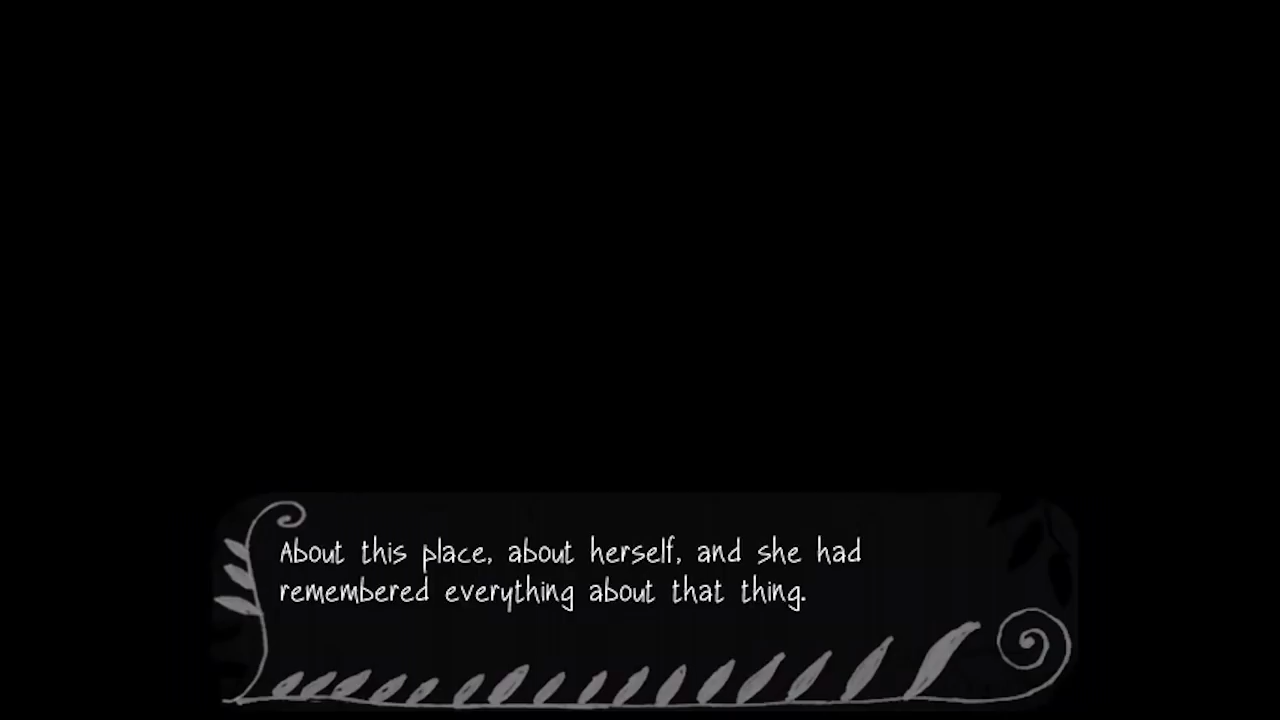 About this place, about herself, and she had
remembered everything about that thing.